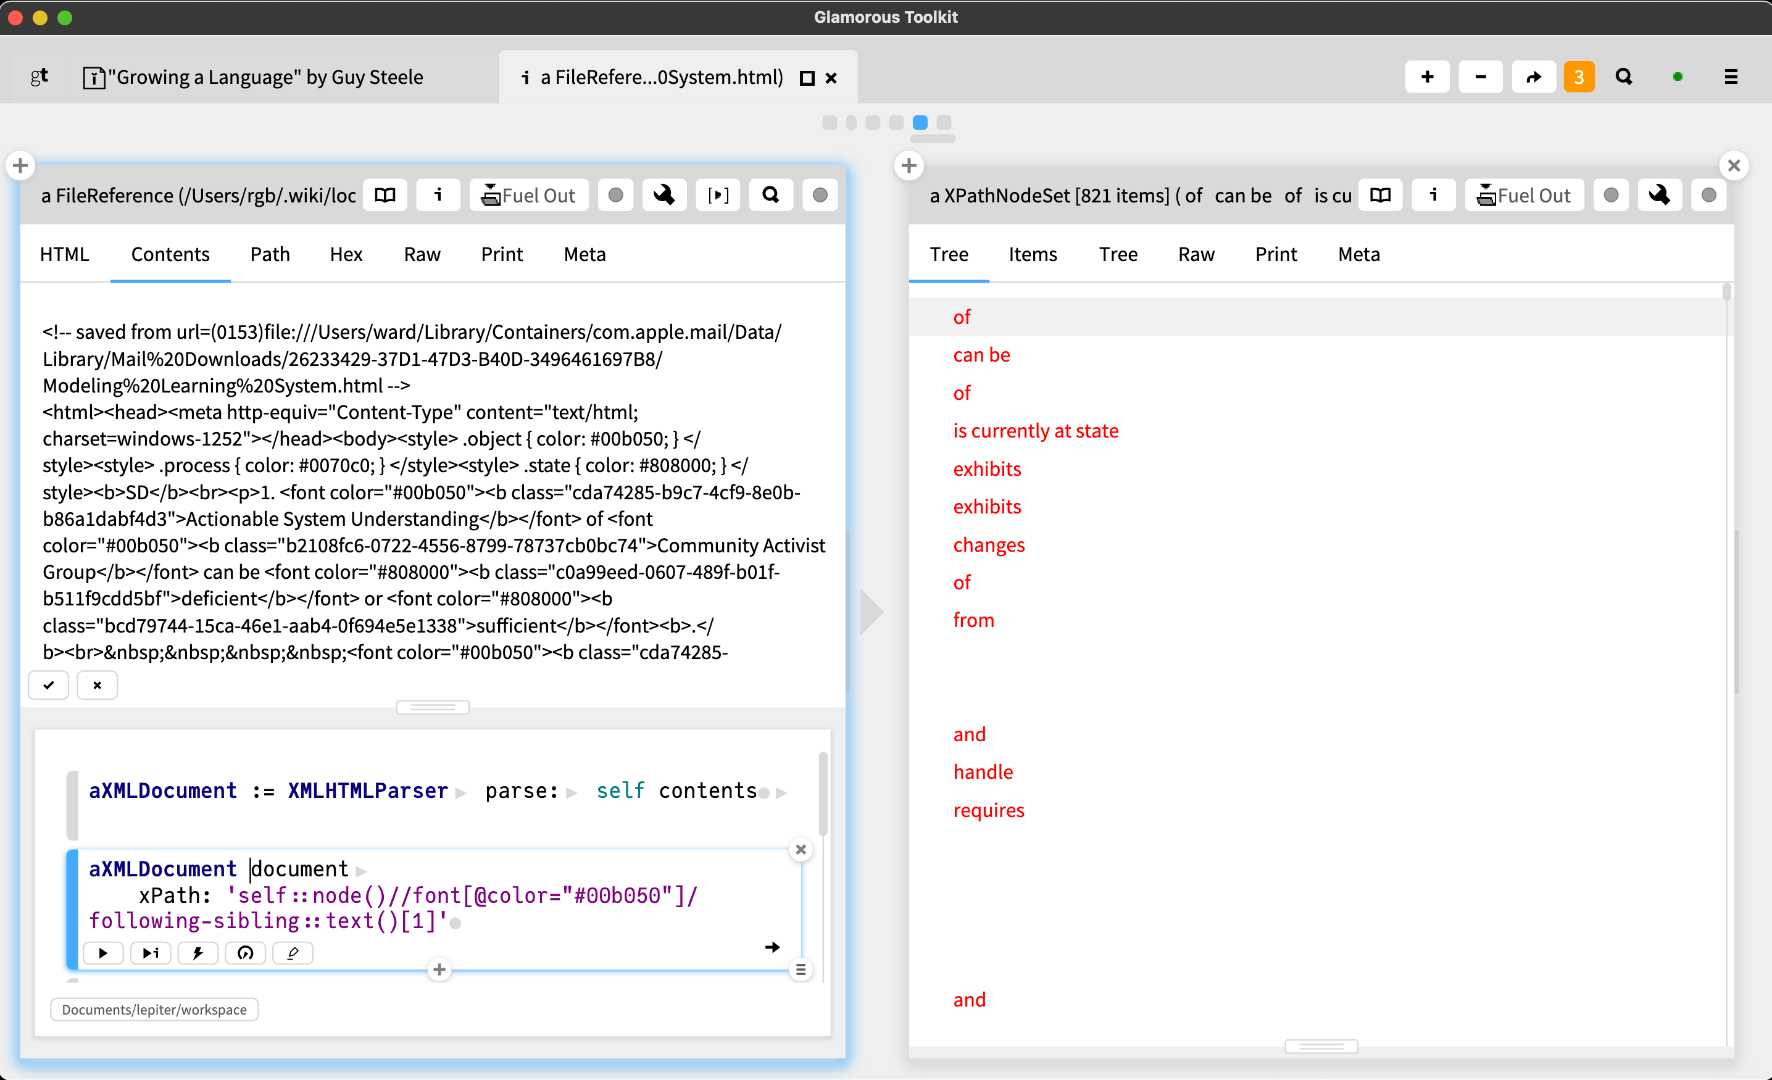 Glamorous Toolkit
gt
"Growing a Language" by Guy Steele
i a FileRefere...0System.html)
3
a FileReference (/Users/rgb/.wiki/loc
i
Fuel Out
HTML Contents Path Hex Raw Print Meta
<!-- saved from url=(0153)file:///Users/ward/Library/Containers/com.apple.mail/Data/
Library/Mail%20Downloads/26233429-37D1-47D3-B40D-3496461697B8/
Modeling%20Learning%20System.html -->
<html><head><meta http-equiv="Content-Type" content="text/html;
charset=windows-1252"></head><body><style> .object { color: #00b050; } </
style><style> .process { color: #0070c0; } </style><style> .state { color: #808000; } </
style><b>SD</b><br><p>1. <font color="#00b050"><b class="cda74285-b9c7-4cf9-8e0b-
b86a1dabf4d3">Actionable System Understanding</b></font> of <font
color="#00b050"><b class="b2108fc6-0722-4556-8799-78737cb0bc74">Community Activist
Group</b></font> can be <font color="#808000"><b class="c0a99eed-0607-489f-b01f-
b511f9cdd5bf">deficient</b></font> or <font color="#808000"><b
class="bcd79744-15ca-46e1-aab4-0f694e5e1338">sufficient</b></font><b>.</
b><br>&nbsp;&nbsp;&nbsp;&nbsp;<font color="#00b050"><b class="cda74285-
aXMLDocument := XMLHTMLParser parse: self contents
aXMLDocument document
xPath: 'self::node()//font[@color="#00b050"]/
following-sibling::text()[1]'
i
Documents/lepiter/workspace
a XPathNodeSet [821 items] ( of can be of is cu
i
Fuel Out
Tree Items Tree Raw Print Meta
of
can be
of
is currently at state
exhibits
exhibits
changes
of
from
and
handle
requires
and